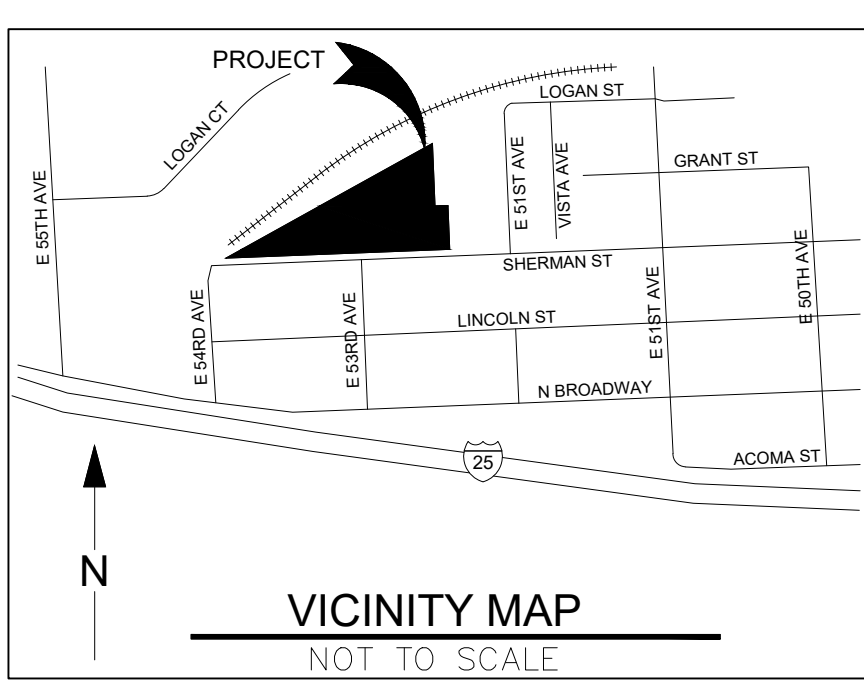 PROJECT
LOGAN CT
LOGAN ST
E 55TH AVE
E 51ST AVE
VISTA AVE
GRANT ST
SHERMAN ST
E 50TH AVE
E 54RD AVE
E 53RD AVE
LINCOLN ST
E 51ST AVE
N BROADWAY
ACOMA ST
25
N
VICINITY MAP
NOT TO SCALE